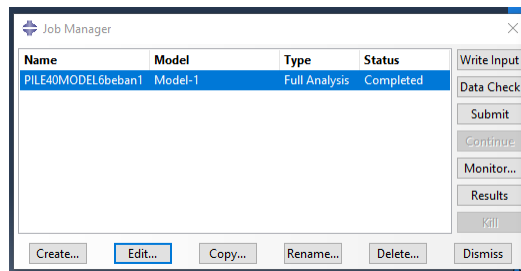 Job Manager
Name Model Type Status
PILE40MODEL6beban1 Model-1 Full Analysis Completed
Write Input
Data Check
Submit
Continue
Monitor...
Results
Kill
Create... Edit... Copy... Rename... Delete... Dismiss